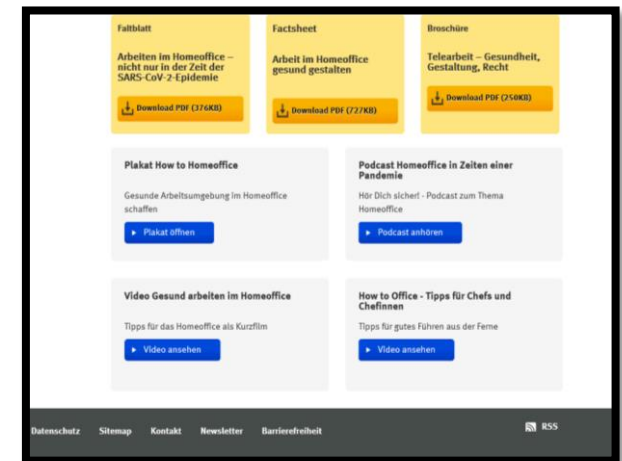 Faltblatt
Arbeiten im Homeoffice –
nicht nur in der Zeit der
SARS-CoV-2-Epidemie
Download PDF (376KB)
Factsheet
Arbeit im Homeoffice
gesund gestalten
Download PDF (727KB)
Broschüre
Telearbeit – Gesundheit,
Gestaltung, Recht
Download PDF (250KB)
Plakat How to Homeoffice
Gesunde Arbeitsumgebung im Homeoffice
schaffen
Plakat öffnen
Podcast Homeoffice in Zeiten einer
Pandemie
Hör Dich sicher! - Podcast zum Thema
Homeoffice
Podcast anhören
Video Gesund arbeiten im Homeoffice
Tipps für das Homeoffice als Kurzfilm
Video ansehen
How to Office - Tipps für Chefs und
Chefinnen
Tipps für gutes Führen aus der Ferne
Video ansehen
Datenschutz Sitemap Kontakt Newsletter Barrierefreiheit RSS